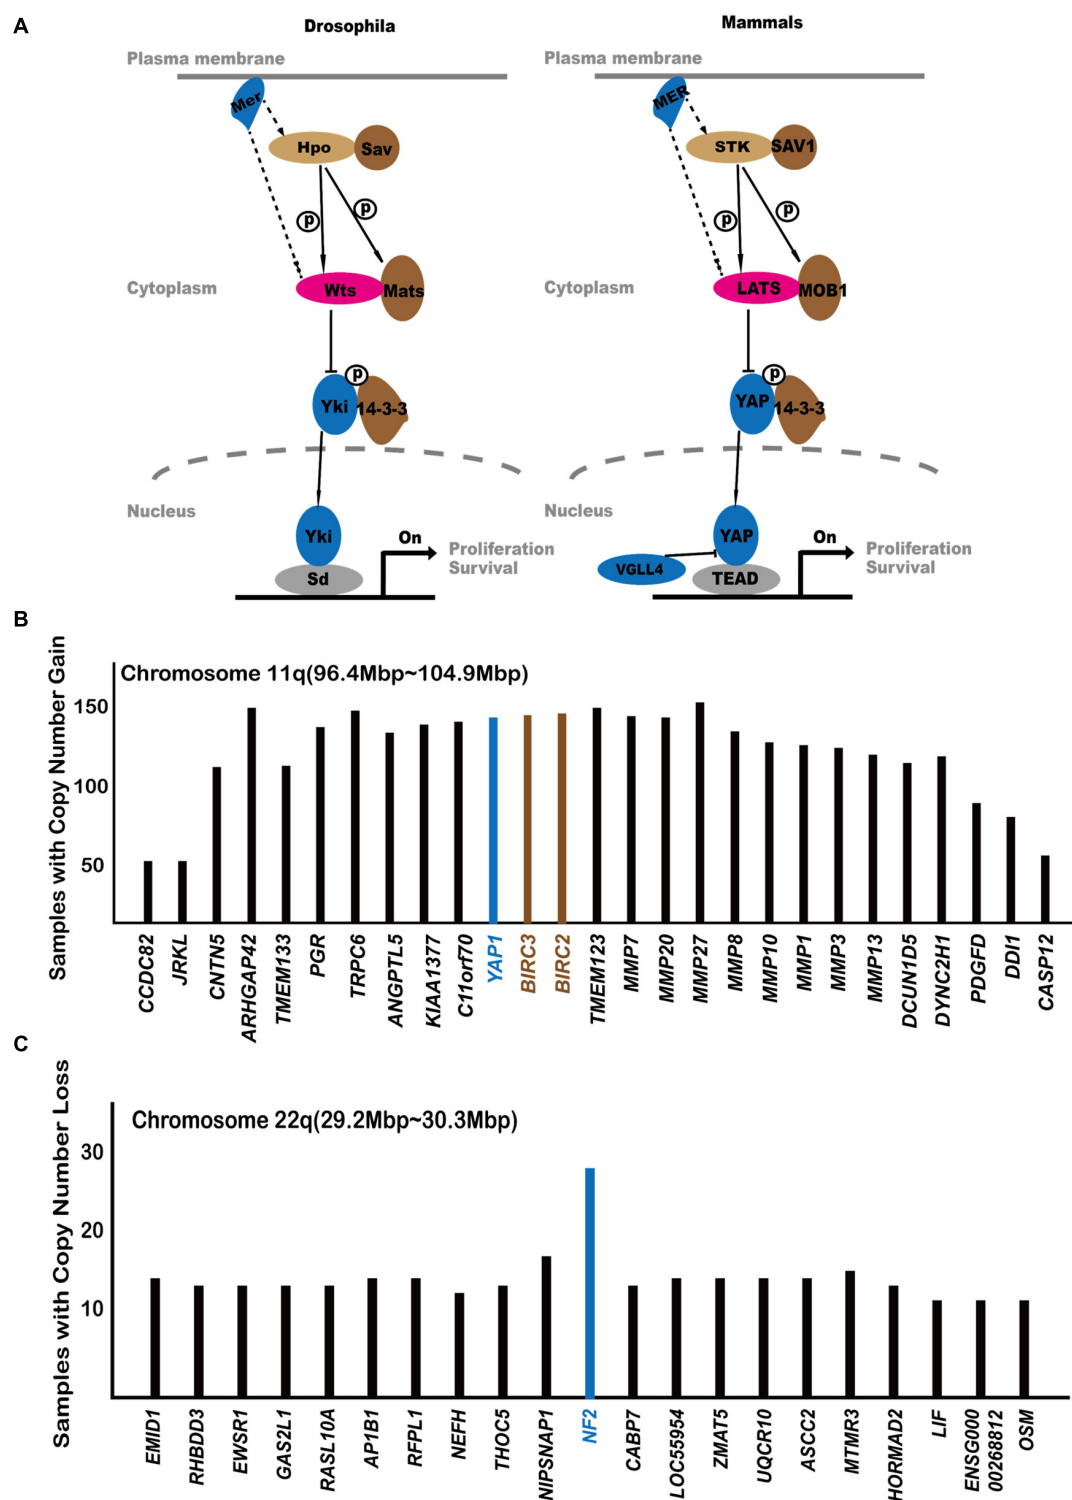 A
Drosophila
Mammals
Plasma membrane
Plasma membrane
Mer
Hpo
Sav
MER
STK
SAV1
p
p
p
p
Cytoplasm
Wts
Mats
Cytoplasm
LATS
MOB1
p
Yki
14-3-3
p
YAP
14-3-3
Nucleus
Yki
Sd
On
Proliferation
Survival
Nucleus
YAP
VGLL4
TEAD
On
Proliferation
Survival
B
Samples with Copy Number Gain
Chromosome 11q(96.4Mbp~104.9Mbp)
150
100
50
CCDC82
JRKL
CNTN5
ARHGAP42
TMEM133
PGR
TRPC6
ANGPTL5
KIAA1377
C11orf70
YAP1
BIRC3
BIRC2
TMEM123
MMP7
MMP20
MMP27
MMP8
MMP10
MMP1
MMP3
MMP13
DCUN1D5
DYNC2H1
PDGFD
DDI1
CASP12
C
Samples with Copy Number Loss
Chromosome 22q(29.2Mbp~30.3Mbp)
30
20
10
EMID1
RHBDD3
EWSR1
GAS2L1
RASL10A
AP1B1
RFPL1
NEFH
THOC5
NIPSNAP1
NF2
CABP7
LOC55954
ZMAT5
UQCR10
ASCC2
MTMR3
HORMAD2
LIF
ENSG000
00268812
OSM